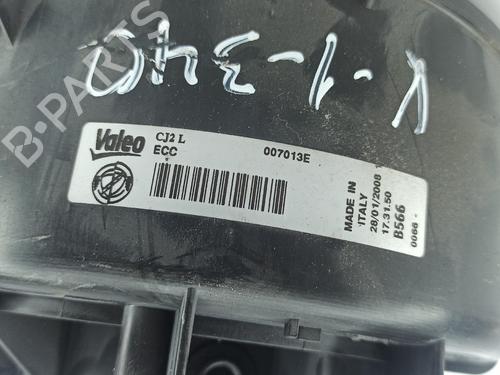 B-PARTS
Valeo
CJ2 L
ECC
007013E
MADE IN
ITALY
28/01/2008
17.31.50
B566
0066-